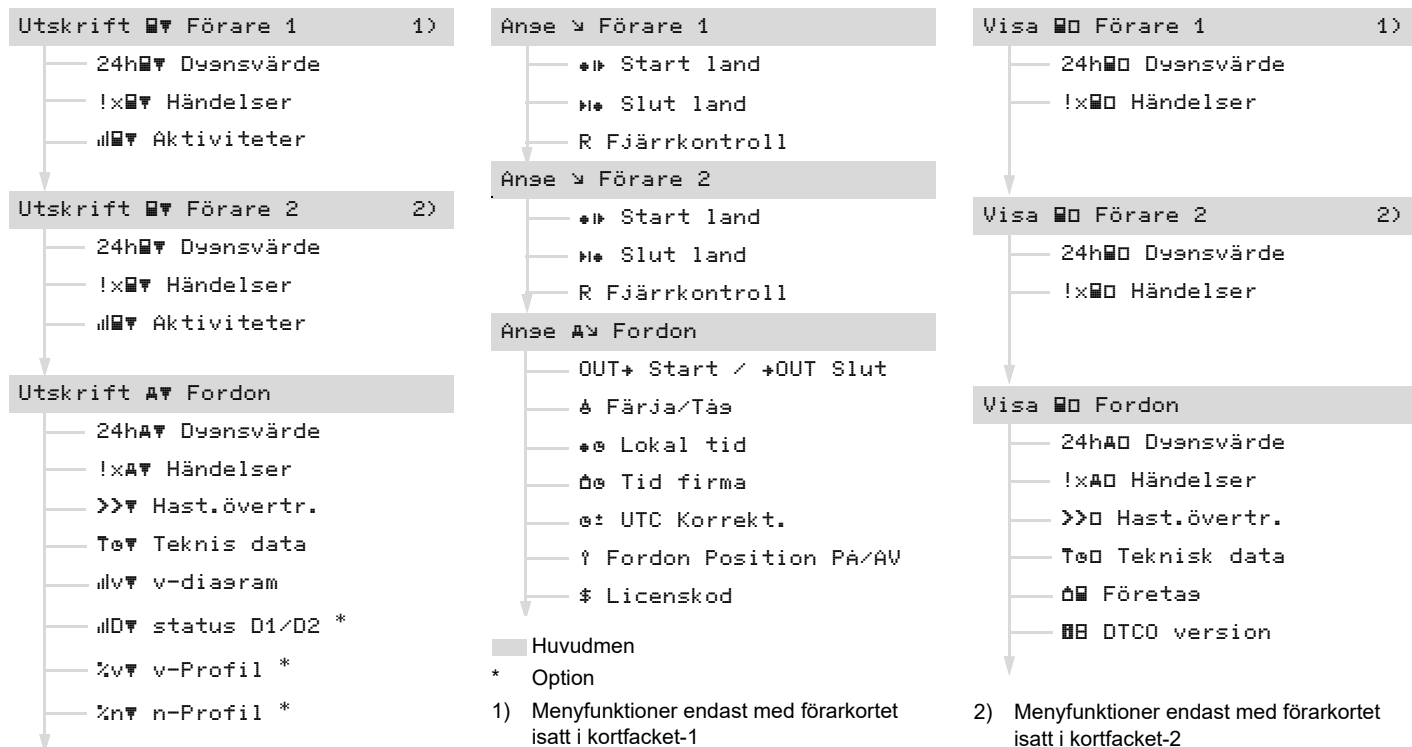 Utskrift Förare 1 1)
24h Dygnsvärde
!x Händelser
Aktiviteter
Utskrift Förare 2 2)
24h Dygnsvärde
!x Händelser
Aktiviteter
Utskrift Fordon
24h Dygnsvärde
!x Händelser
>>▼ Hast.övertr.
Teknis data
v▼ v-diagram
D▼ status D1/D2 *
%v▼ v-Profil *
%n▼ n-Profil *
Ange Förare 1
Start land
Slut land
R Fjärrkontroll
Ange Förare 2
Start land
Slut land
R Fjärrkontroll
Ange Fordon
OUT→ Start / →OUT Slut
Färja/Tåg
Lokal tid
Tid firma
UTC Korrekt.
Fordon Position PÅ/AV
$ Licenskod
Huvudmen
* Option
1) Menyfunktioner endast med förarkortet
isatt i kortfacket-1
Visa Förare 1 1)
24h Dygnsvärde
!x Händelser
Visa Förare 2 2)
24h Dygnsvärde
!x Händelser
Visa Fordon
24h Dygnsvärde
!x Händelser
>> Hast.övertr.
Teknisk data
Företag
DTCO version
2) Menyfunktioner endast med förarkortet
isatt i kortfacket-2